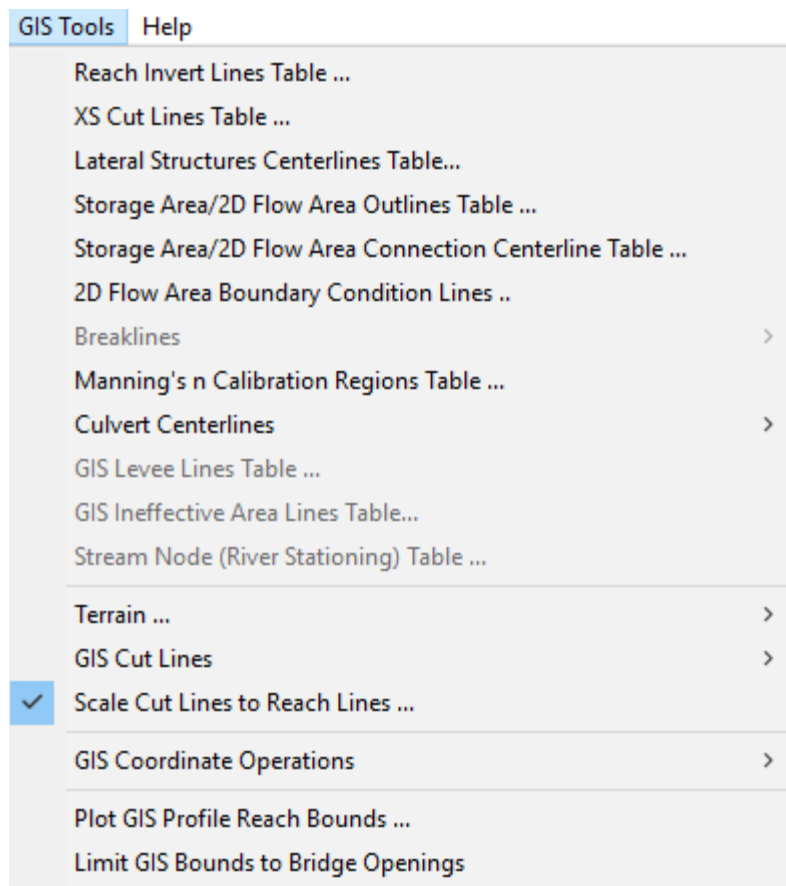 GIS Tools Help
Reach Invert Lines Table ...
XS Cut Lines Table ...
Lateral Structures Centerlines Table...
Storage Area/2D Flow Area Outlines Table ...
Storage Area/2D Flow Area Connection Centerline Table ...
2D Flow Area Boundary Condition Lines ..
Breaklines
Manning's n Calibration Regions Table ...
Culvert Centerlines
GIS Levee Lines Table ...
GIS Ineffective Area Lines Table...
Stream Node (River Stationing) Table ...
Terrain ...
GIS Cut Lines
Scale Cut Lines to Reach Lines ...
GIS Coordinate Operations
Plot GIS Profile Reach Bounds ...
Limit GIS Bounds to Bridge Openings